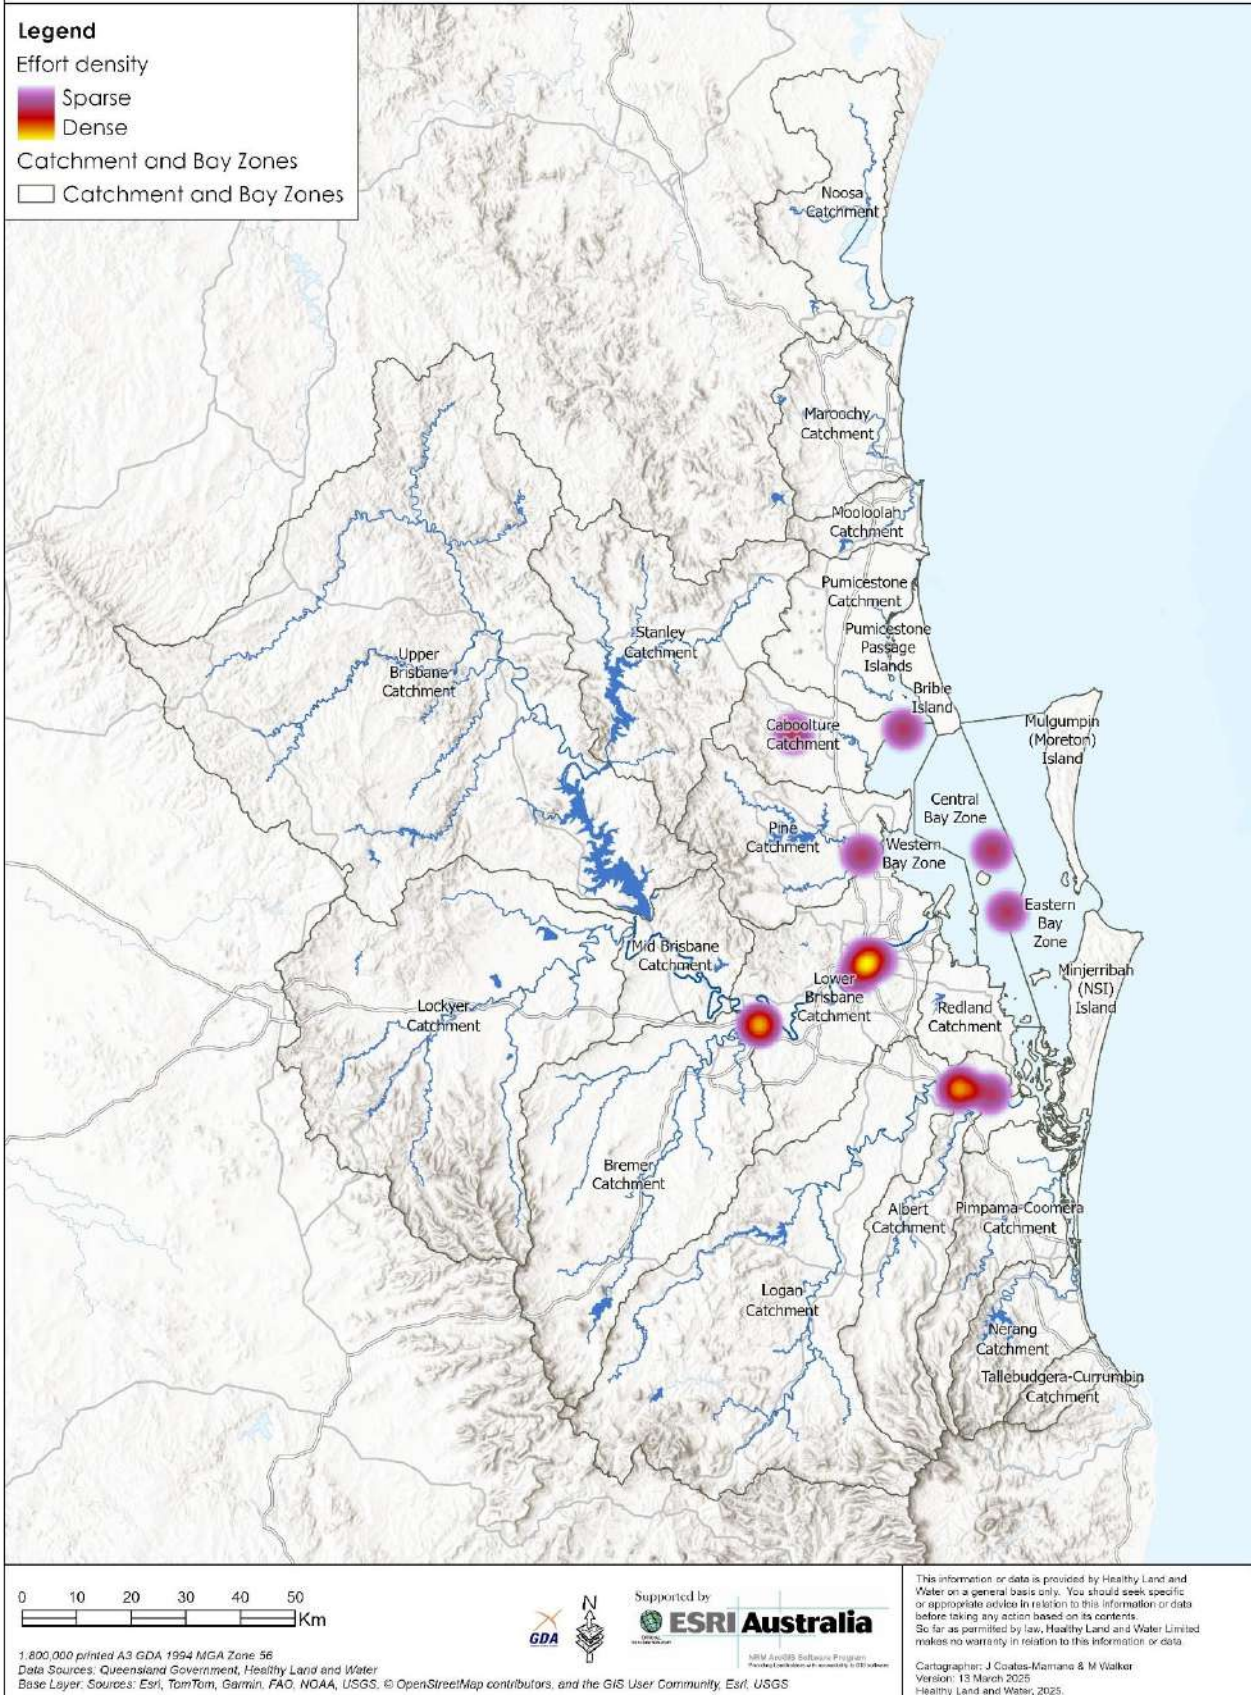 Legend
Effort density
Sparse
Dense
Catchment and Bay Zones
Catchment and Bay Zones
Noosa
Catchment
Maroochy
Catchment
Mooloolah
Catchment
Pumicestone
Catchment
Pumicestone
Passage
Islands
Stanley
Catchment
Upper
Brisbane
Catchment
Bribie
Island
Caboolture
Catchment
Mulgumpin
(Moreton)
Island
Central
Bay Zone
Pine
Catchment
Western
Bay Zone
Eastern
Bay
Zone
Mid Brisbane
Catchment
Lower
Brisbane
Catchment
Minjerribah
(NSI)
Island
Lockyer
Catchment
Redland
Catchment
Bremer
Catchment
Albert
Catchment
Pimpama-Coomera
Catchment
Logan
Catchment
Nerang
Catchment
Tallebudgera-Currumbin
Catchment
0 10 20 30 40 50
Km
GDA
N
Supported by
ESRI Australia
NRM ArcGIS Software Program
1:800,000 printed A3 GDA 1994 MGA Zone 56
Data Sources: Queensland Government, Healthy Land and Water
Base Layer: Sources: Esri, TomTom, Garmin, FAO, NOAA, USGS, © OpenStreetMap contributors, and the GIS User Community, Esri, USGS
This information or data is provided by Healthy Land and
Water on a general basis only. You should seek specific
or appropriate advice in relation to this information or data
before taking any action based on its contents.
So far as permitted by law, Healthy Land and Water Limited
makes no warranty in relation to this information or data.
Cartographer: J Coates-Marnane & M Walker
Version: 13 March 2025
Healthy Land and Water, 2025.